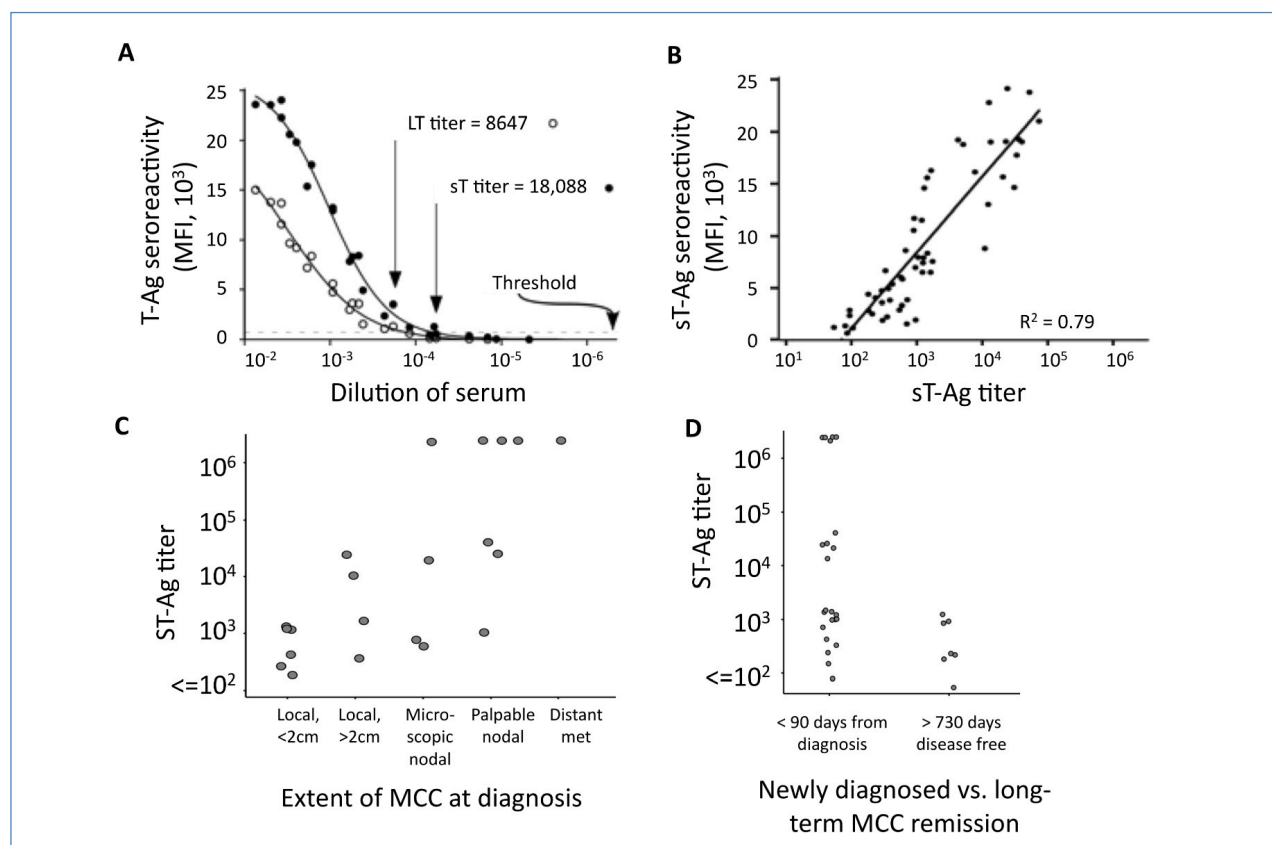 A
T-Ag seroreactivity
(MFI, 10³)
25
20
15
10
5
0
LT titer = 8647
sT titer = 18,088
Threshold
10⁻² 10⁻³ 10⁻⁴ 10⁻⁵ 10⁻⁶
Dilution of serum
B
sT-Ag seroreactivity
(MFI, 10³)
25
20
15
10
5
0
R² = 0.79
10¹ 10² 10³ 10⁴ 10⁵ 10⁶
sT-Ag titer
C
ST-Ag titer
10⁶
10⁵
10⁴
10³
<=10²
Local,
<2cm
Local,
>2cm
Micro-
scopic
nodal
Palpable
nodal
Distant
met
Extent of MCC at diagnosis
D
ST-Ag titer
10⁶
10⁵
10⁴
10³
<=10²
< 90 days from
diagnosis
> 730 days
disease free
Newly diagnosed vs. long-
term MCC remission